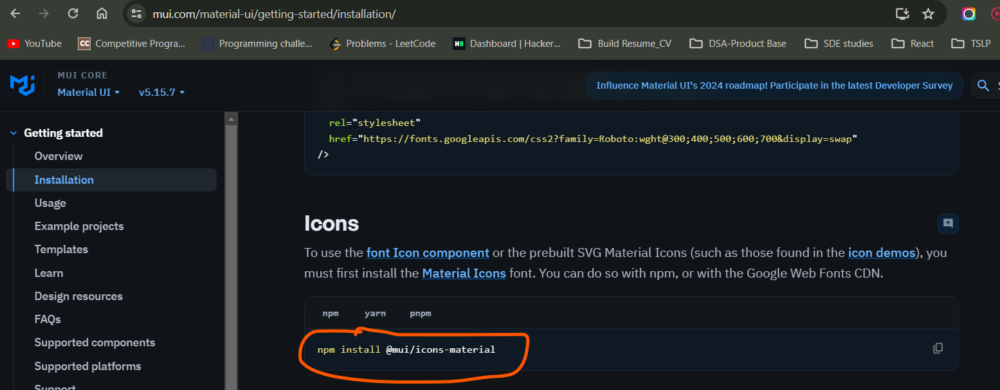 mui.com/material-ui/getting-started/installation/
YouTube
CC Competitive Progra...
Programming challe...
Problems - LeetCode
Dashboard | Hacker...
Build Resume_CV
DSA-Product Base
SDE studies
React
TSLP
MUI CORE
Material UI
v5.15.7
Influence Material UI's 2024 roadmap! Participate in the latest Developer Survey
Getting started
Overview
Installation
Usage
Example projects
Templates
Learn
Design resources
FAQs
Supported components
Supported platforms
Support
rel="stylesheet"
href="https://fonts.googleapis.com/css2?family=Roboto:wght@300;400;500;600;700&display=swap"
/>
Icons
To use the font Icon component or the prebuilt SVG Material Icons (such as those found in the icon demos), you
must first install the Material Icons font. You can do so with npm, or with the Google Web Fonts CDN.
npm yarn pnpm
npm install @mui/icons-material